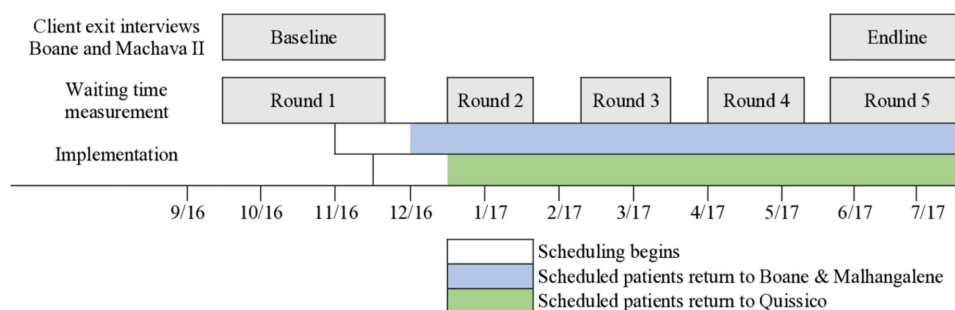 Client exit interviews
Boane and Machava II
Baseline
Endline
Waiting time
measurement
Round 1
Round 2
Round 3
Round 4
Round 5
Implementation
9/16
10/16
11/16
12/16
1/17
2/17
3/17
4/17
5/17
6/17
7/17
Scheduling begins
Scheduled patients return to Boane & Malhangalene
Scheduled patients return to Quissico